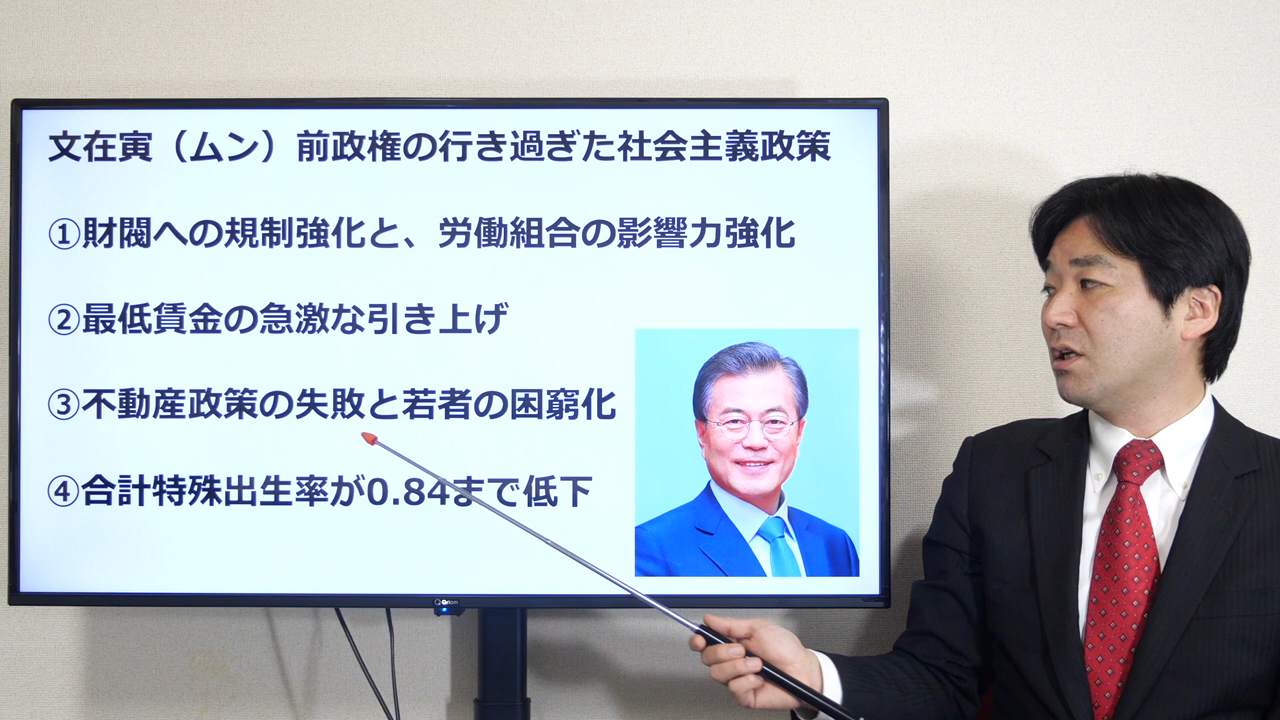 文在寅（ムン）前政権の行き過ぎた社会主義政策
①財閥への規制強化と、労働組合の影響力強化
②最低賃金の急激な引き上げ
③不動産政策の失敗と若者の困窮化
④合計特殊出生率が0.84まで低下
Qriom